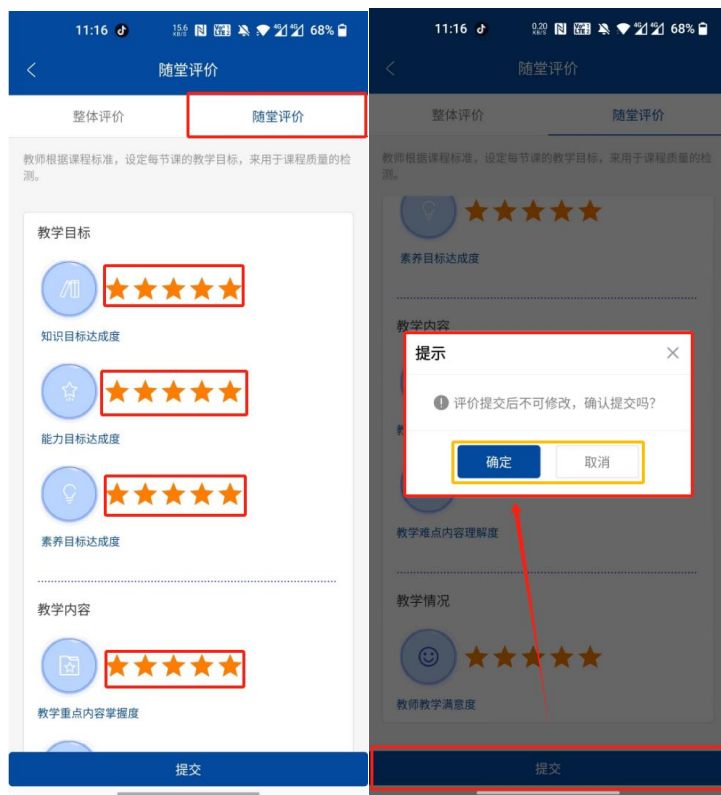 11:16
15.6 KB/S
68%
随堂评价
整体评价
随堂评价
教师根据课程标准，设定每节课的教学目标，来用于课程质量的检
测。
教学目标
知识目标达成度
能力目标达成度
素养目标达成度
教学内容
教学重点内容掌握度
提交
11:16
0.20 KB/S
68%
随堂评价
整体评价
随堂评价
教师根据课程标准，设定每节课的教学目标，来用于课程质量的检
测。
素养目标达成度
教学内容
提示
评价提交后不可修改，确认提交吗?
确定
取消
教学难点内容理解度
教学情况
教师教学满意度
提交